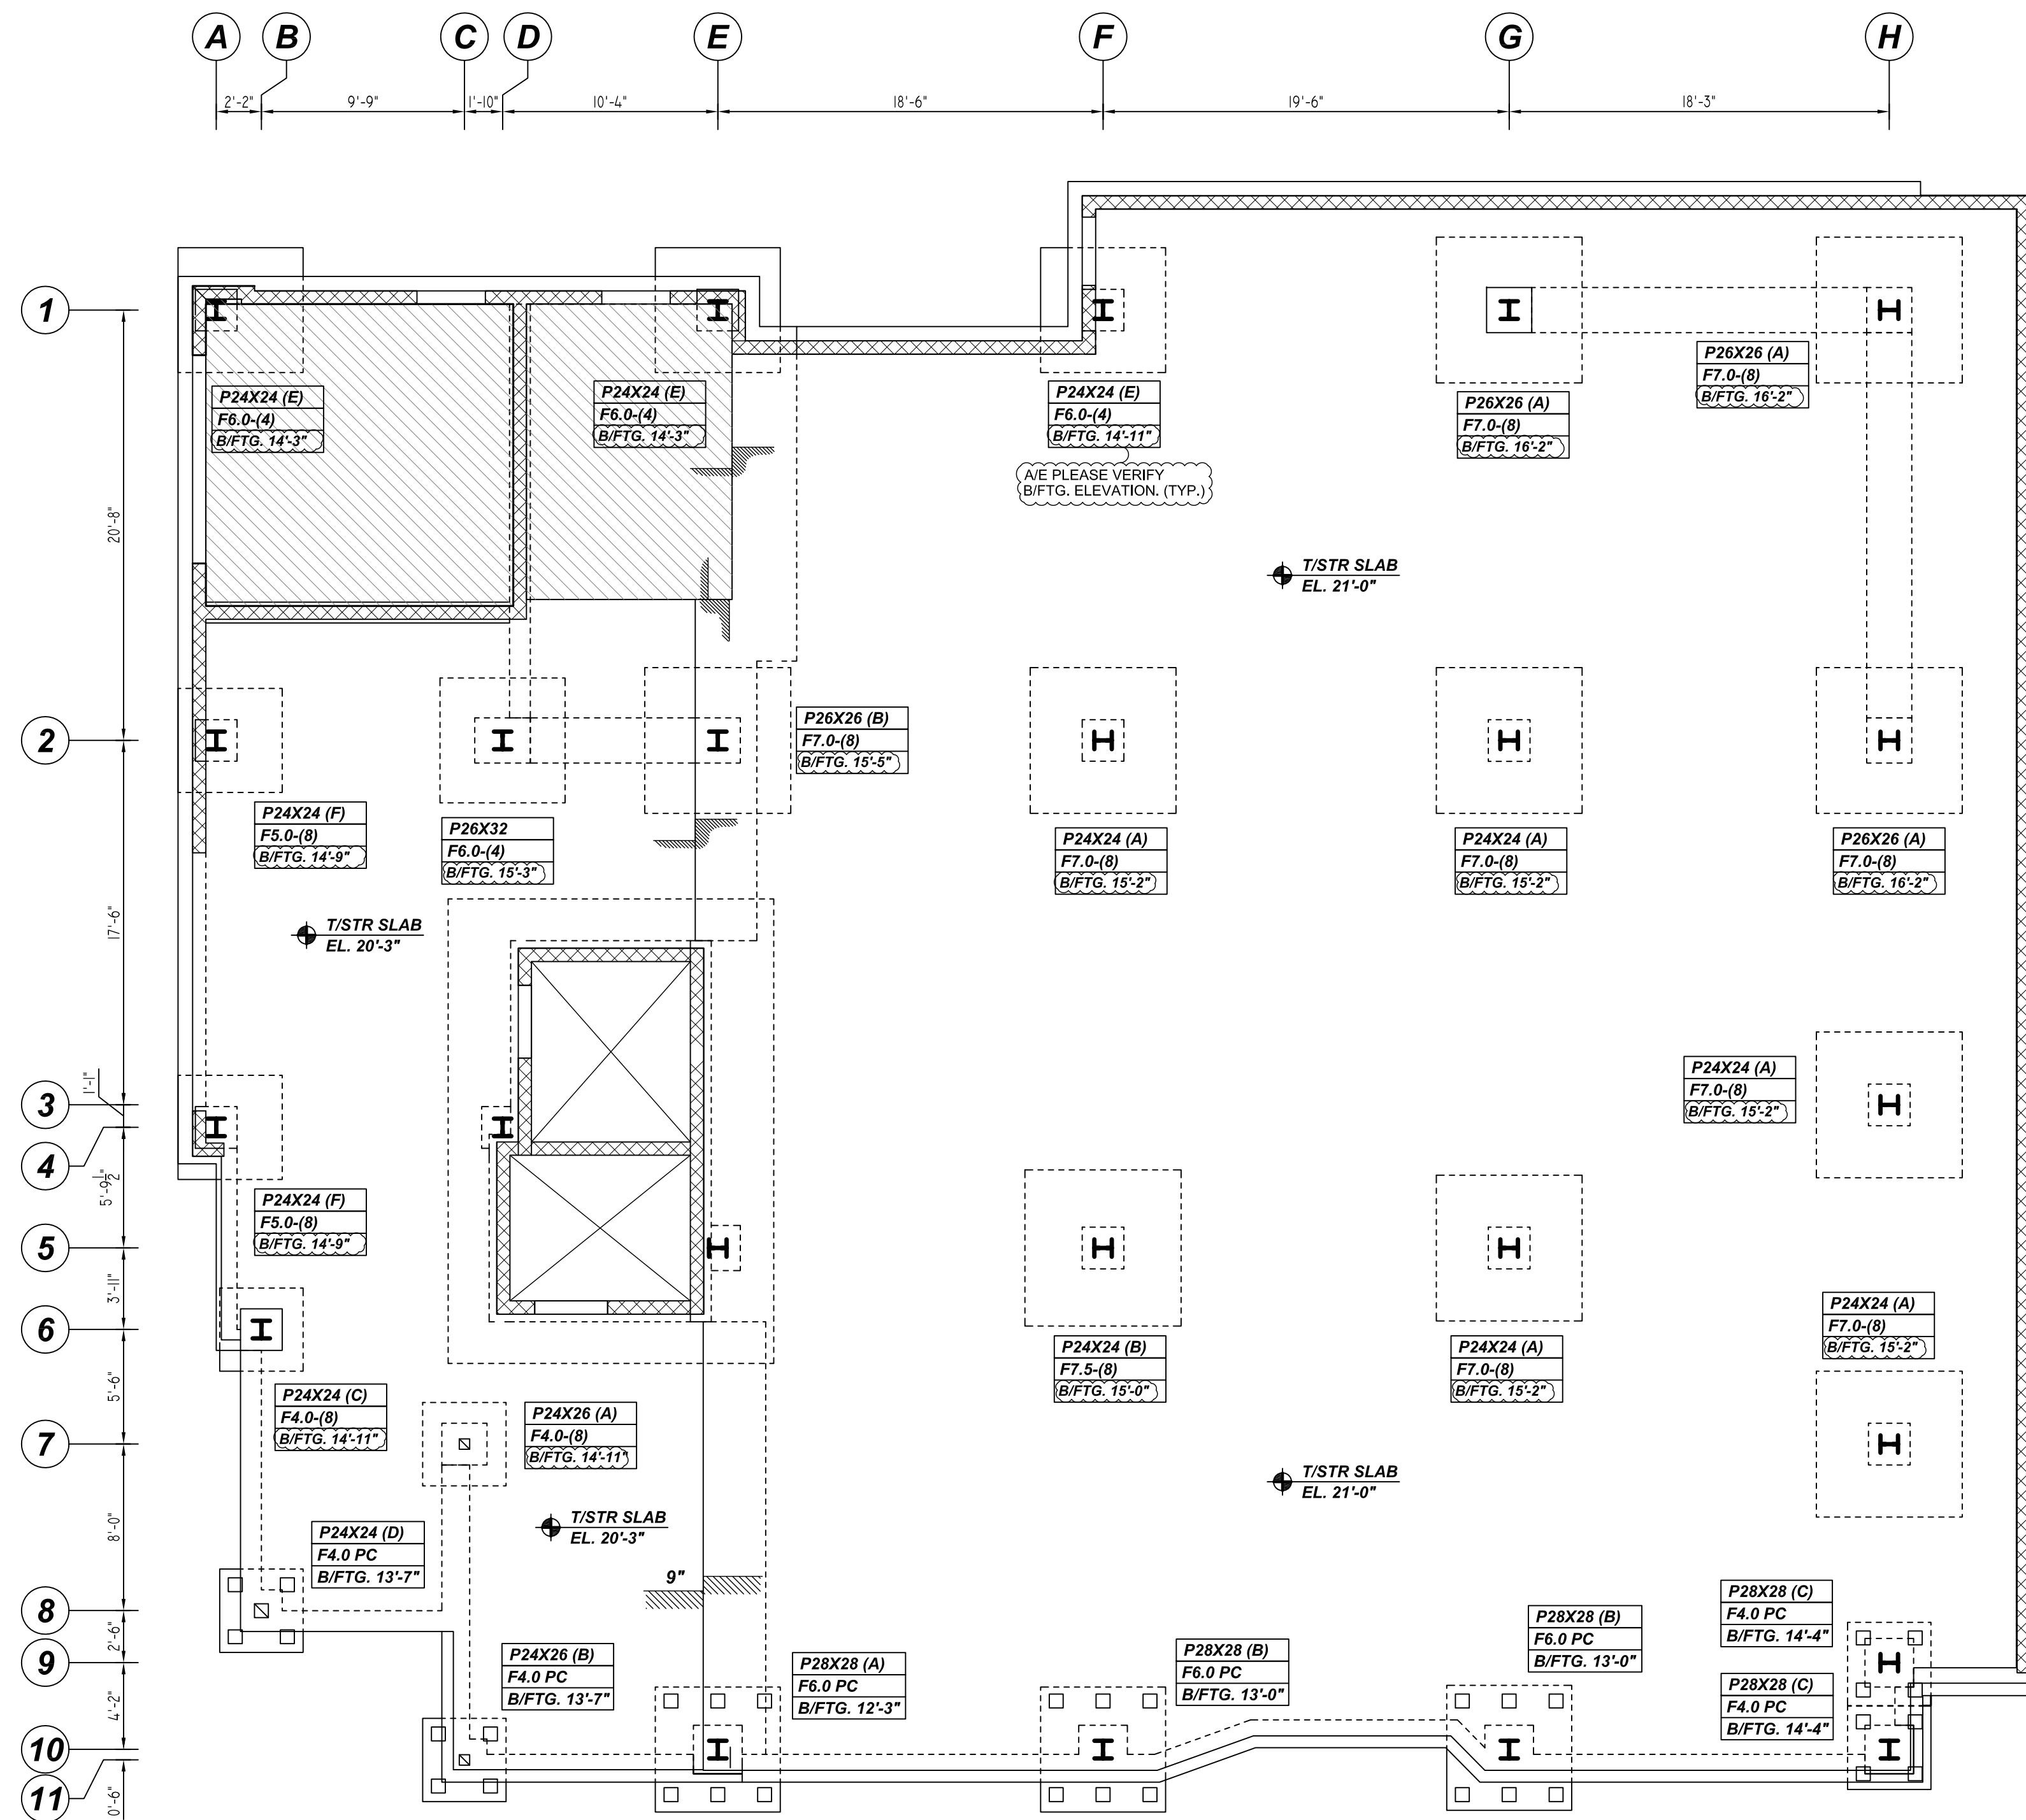 A
B
C
D
E
F
G
H
2'-2"
9'-9"
1'-10"
10'-4"
18'-6"
19'-6"
18'-3"
1
P26X26 (A)
F7.0-(8)
B/FTG. 16'-2"
P24X24 (E)
F6.0-(4)
B/FTG. 14'-3"
P24X24 (E)
F6.0-(4)
B/FTG. 14'-3"
P24X24 (E)
F6.0-(4)
B/FTG. 14'-11"
P26X26 (A)
F7.0-(8)
B/FTG. 16'-2"
A/E PLEASE VERIFY
B/FTG. ELEVATION. (TYP.)
20'-8"
T/STR SLAB
EL. 21'-0"
2
P26X26 (B)
F7.0-(8)
B/FTG. 15'-5"
P24X24 (F)
F5.0-(8)
B/FTG. 14'-9"
P26X32
F6.0-(4)
B/FTG. 15'-3"
P24X24 (A)
F7.0-(8)
B/FTG. 15'-2"
P24X24 (A)
F7.0-(8)
B/FTG. 15'-2"
P26X26 (A)
F7.0-(8)
B/FTG. 16'-2"
17'-6"
T/STR SLAB
EL. 20'-3"
P24X24 (A)
F7.0-(8)
B/FTG. 15'-2"
1'-1"
3
4
5'-9 1/2"
P24X24 (F)
F5.0-(8)
B/FTG. 14'-9"
5
3'-11"
6
P24X24 (A)
F7.0-(8)
B/FTG. 15'-2"
P24X24 (B)
F7.5-(8)
B/FTG. 15'-0"
P24X24 (A)
F7.0-(8)
B/FTG. 15'-2"
5'-6"
P24X24 (C)
F4.0-(8)
B/FTG. 14'-11"
P24X26 (A)
F4.0-(8)
B/FTG. 14'-11"
7
T/STR SLAB
EL. 21'-0"
8'-0"
P24X24 (D)
F4.0 PC
B/FTG. 13'-7"
T/STR SLAB
EL. 20'-3"
9"
8
2'-6"
9
P28X28 (C)
F4.0 PC
B/FTG. 14'-4"
P28X28 (B)
F6.0 PC
B/FTG. 13'-0"
P24X26 (B)
F4.0 PC
B/FTG. 13'-7"
P28X28 (A)
F6.0 PC
B/FTG. 12'-3"
P28X28 (B)
F6.0 PC
B/FTG. 13'-0"
P28X28 (C)
F4.0 PC
B/FTG. 14'-4"
4'-2"
10
11
0'-6"